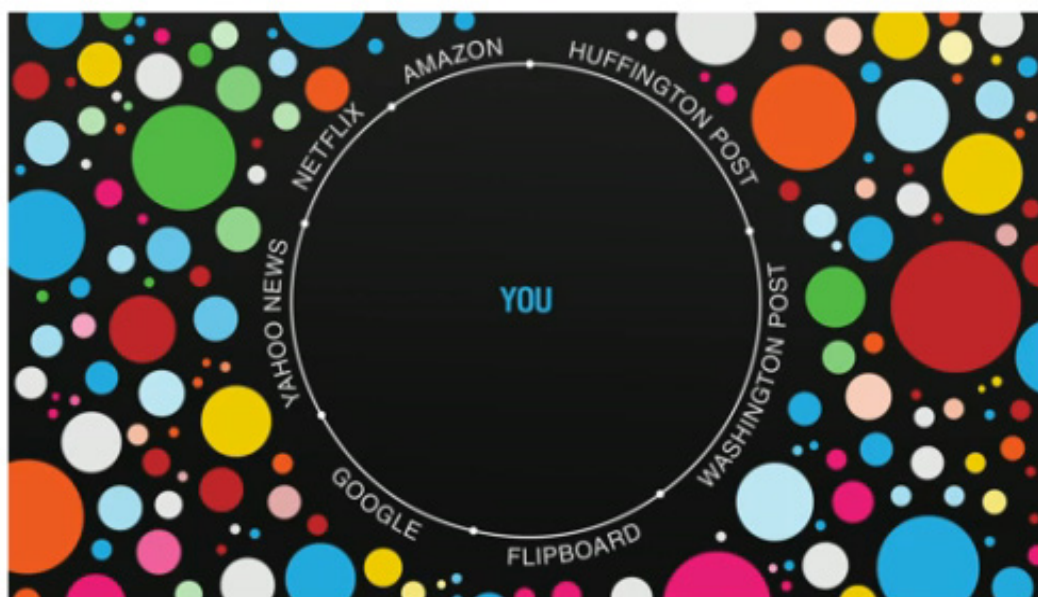 AMAZON
HUFFINGTON POST
NETFLIX
YAHOO NEWS
YOU
WASHINGTON POST
GOOGLE
FLIPBOARD